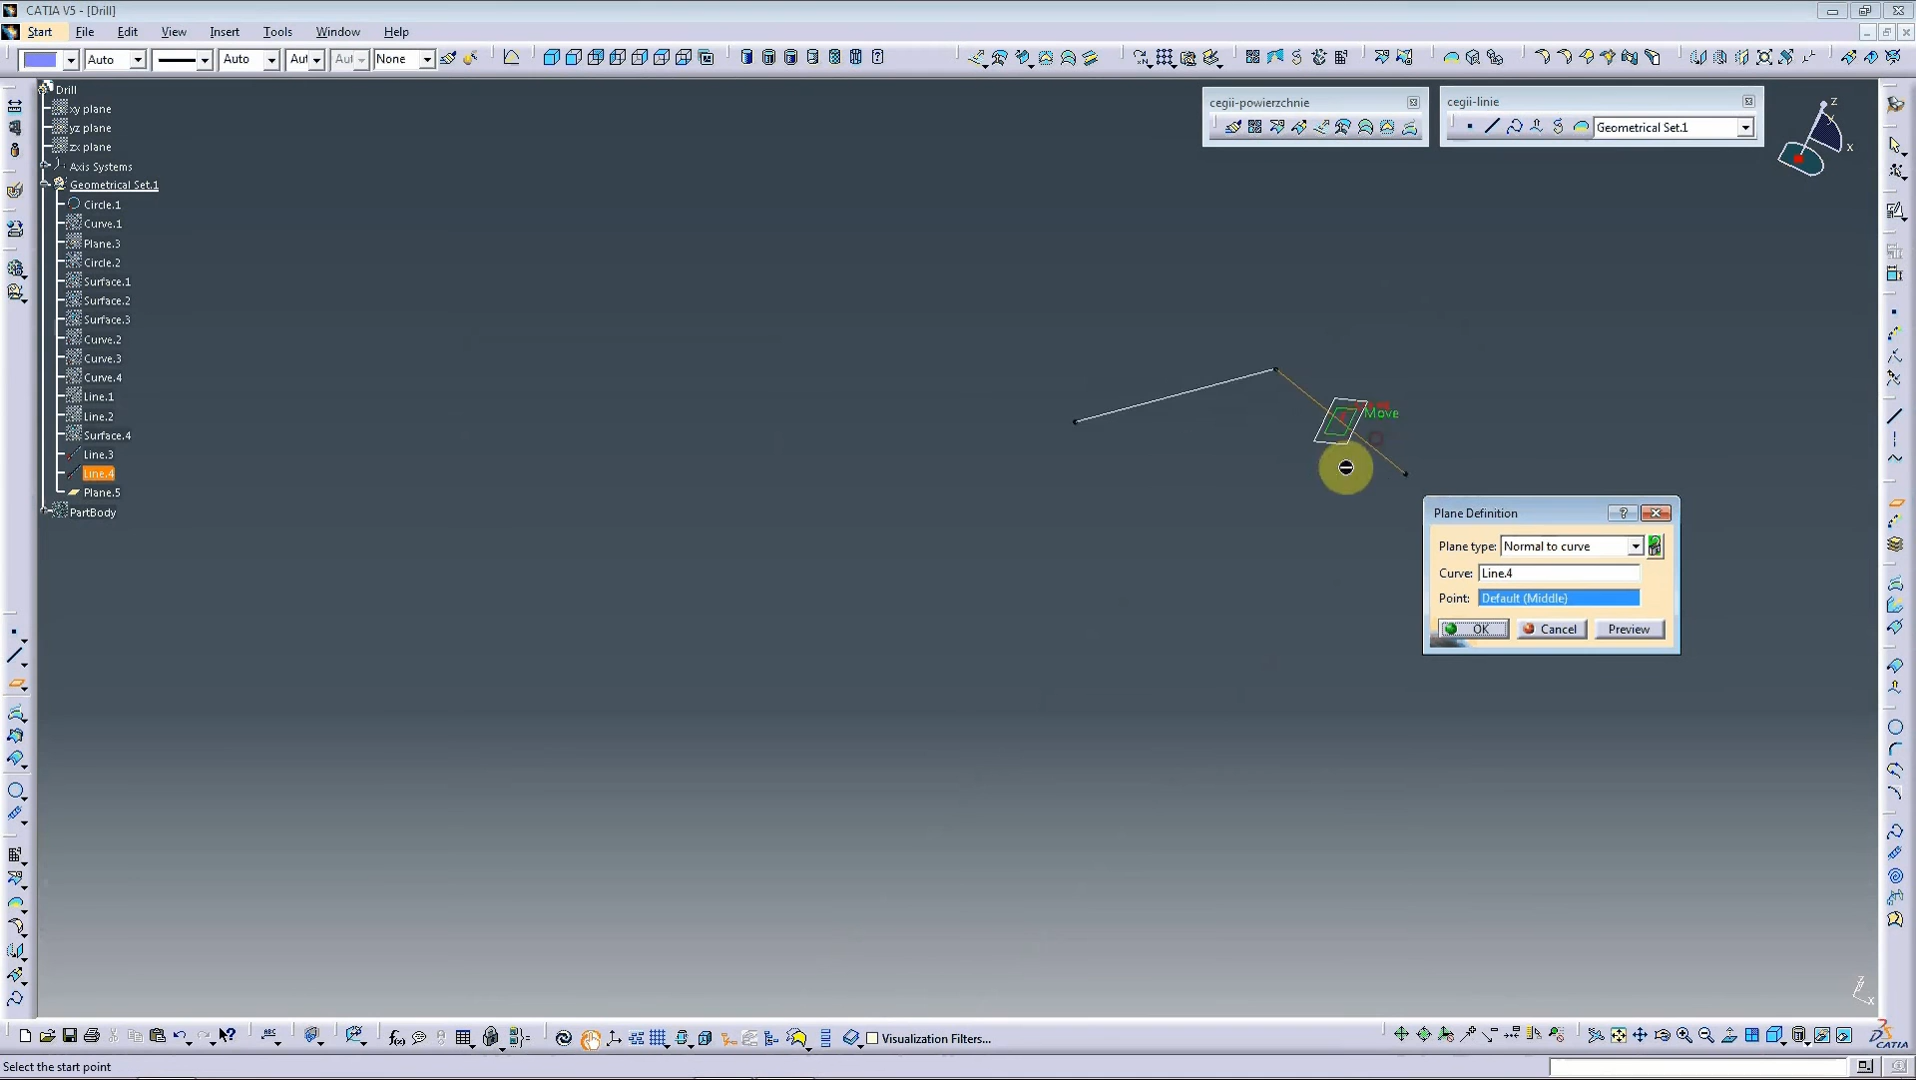 CATIA V5 - [Drill]
Start File Edit View Insert Tools Window Help
Auto Auto Aut Aut None
Drill
xy plane
yz plane
zx plane
Axis Systems
Geometrical Set.1
Circle.1
Curve.1
Plane.3
Circle.2
Surface.1
Surface.2
Surface.3
Curve.2
Curve.3
Curve.4
Line.1
Line.2
Surface.4
Line.3
Line.4
Plane.5
PartBody
cegii-powierzchnie
cegii-linie
Geometrical Set.1
z
y
x
Move
Plane Definition
Plane type: Normal to curve
Curve: Line.4
Point: Default (Middle)
OK Cancel Preview
Visualization Filters...
z
x
CATIA
Select the start point